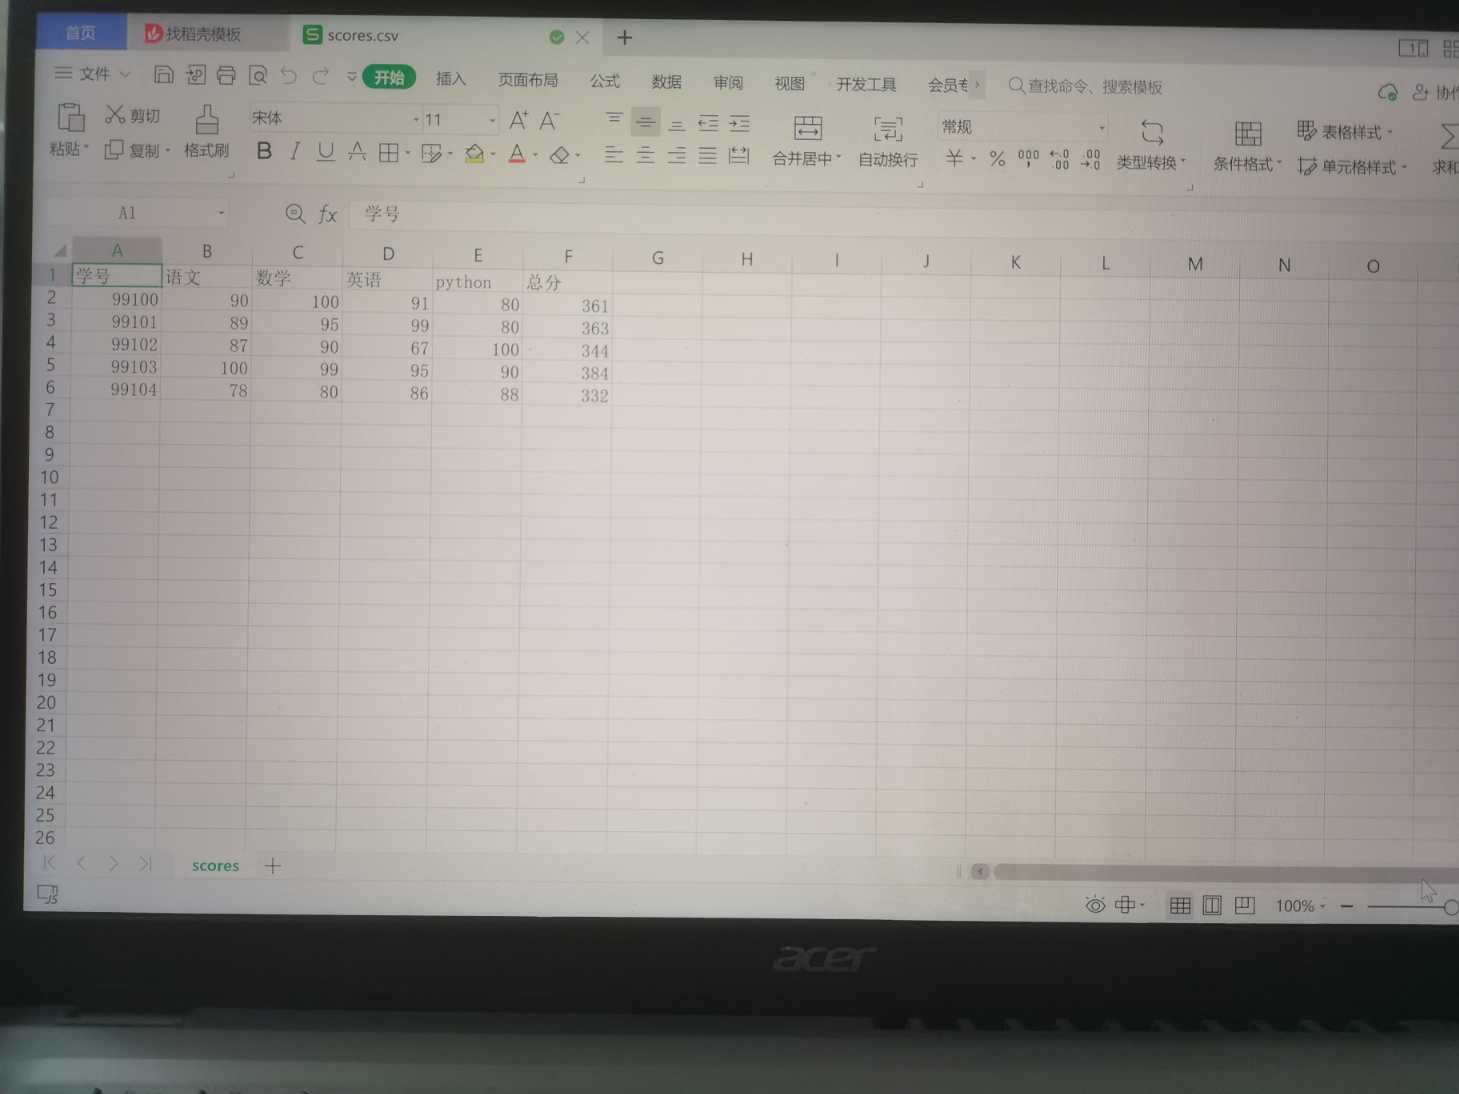 首页 找稻壳模板 S scores.csv
文件 开始 插入 页面布局 公式 数据 审阅 视图 开发工具 会员专 查找命令、搜索模板 协作
剪切 宋体 11 A+ A- 常规 表格样式
粘贴 复制 格式刷 B I U A A 合并居中 自动换行 ¥ % 000 .00 .00 类型转换 条件格式 单元格样式 求和
A1 fx 学号
A B C D E F G H I J K L M N O
1 学号 语文 数学 英语 python 总分
2 99100 90 100 91 80 361
3 99101 89 95 99 80 363
4 99102 87 90 67 100 344
5 99103 100 99 95 90 384
6 99104 78 80 86 88 332
7
8
9
10
11
12
13
14
15
16
17
18
19
20
21
22
23
24
25
26
scores
100%
acer